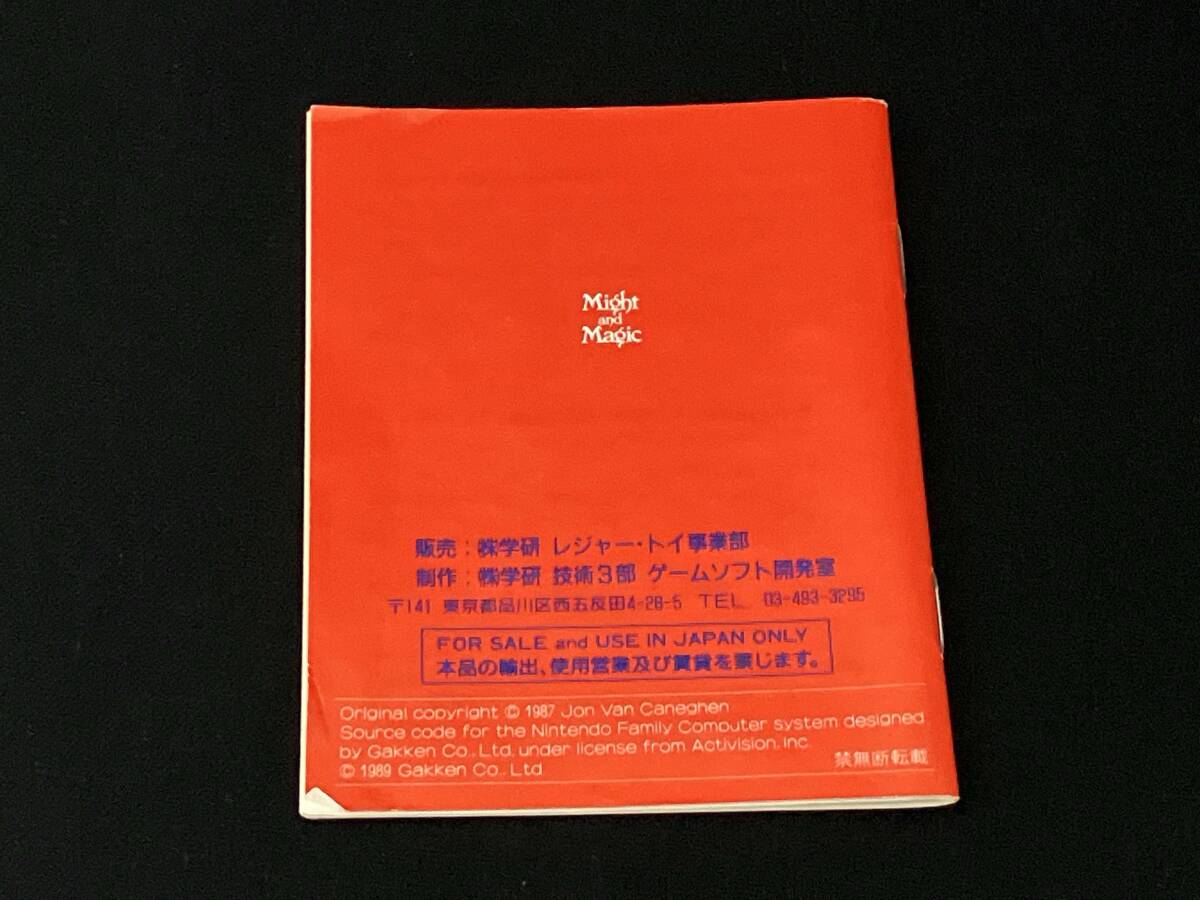 Might
and
Magic
販売:㈱学研 レジャー・トイ事業部
制作:㈱学研 技術3部 ゲームソフト開発室
〒141 東京都品川区西五反田4-28-5 TEL 03-493-3295
FOR SALE and USE IN JAPAN ONLY
本品の輸出、使用営業及び賃貸を禁じます。
Original copyright © 1987 Jon Van Caneghen
Source code for the Nintendo Family Computer system designed
by Gakken Co., Ltd. under license from Activision, Inc.
© 1989 Gakken Co., Ltd
禁無断転載